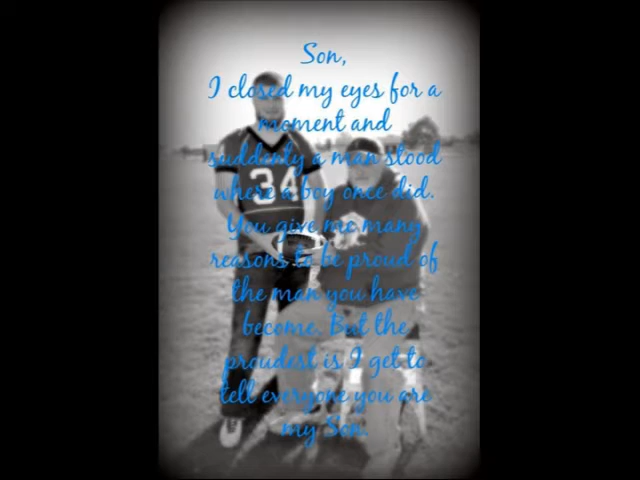 Son,
I closed my eyes for a
moment and
suddenly a man stood
where a boy once did.
You give me many
reasons to be proud of
the man you have
become. But the
proudest is I get to
tell everyone you are
my Son.
34